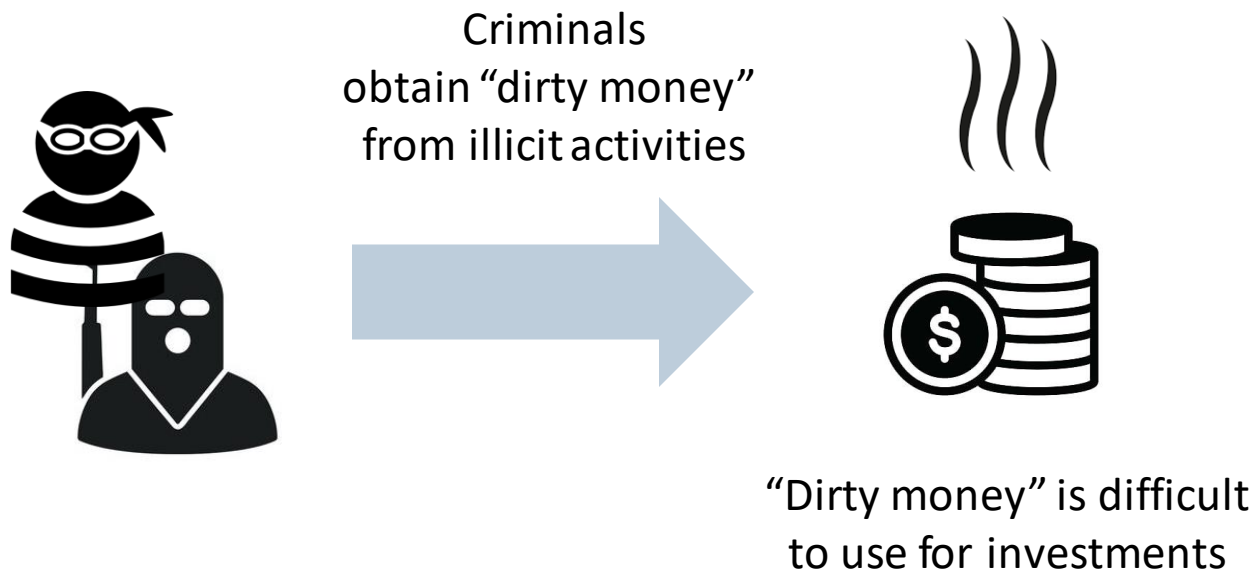 Criminals
obtain “dirty money”
from illicit activities
$
“Dirty money” is difficult
to use for investments